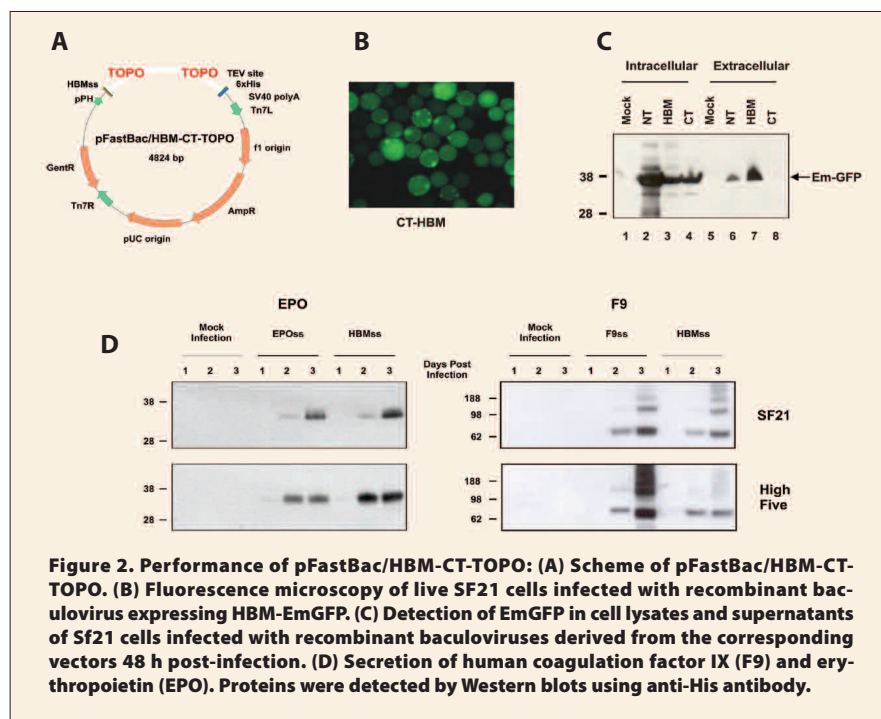 A
TOPO TOPO
HBMss
pPH
TEV site
6xHis
SV40 polyA
Tn7L
pFastBac/HBM-CT-TOPO
4824 bp
f1 origin
GentR
Tn7R
AmpR
pUC origin
B
CT-HBM
C
Intracellular Extracellular
Mock NT HBM CT Mock NT HBM CT
38
28
Em-GFP
1 2 3 4 5 6 7 8
D
EPO
Mock Infection EPOss HBMss
1 2 3 1 2 3 1 2 3
38
28
38
28
Days Post
Infection
F9
Mock Infection F9ss HBMss
1 2 3 1 2 3 1 2 3
188
98
62
SF21
188
98
62
High
Five
Figure 2. Performance of pFastBac/HBM-CT-TOPO: (A) Scheme of pFastBac/HBM-CT-
TOPO. (B) Fluorescence microscopy of live SF21 cells infected with recombinant bac-
ulovirus expressing HBM-EmGFP. (C) Detection of EmGFP in cell lysates and supernatants
of Sf21 cells infected with recombinant baculoviruses derived from the corresponding
vectors 48 h post-infection. (D) Secretion of human coagulation factor IX (F9) and ery-
thropoietin (EPO). Proteins were detected by Western blots using anti-His antibody.